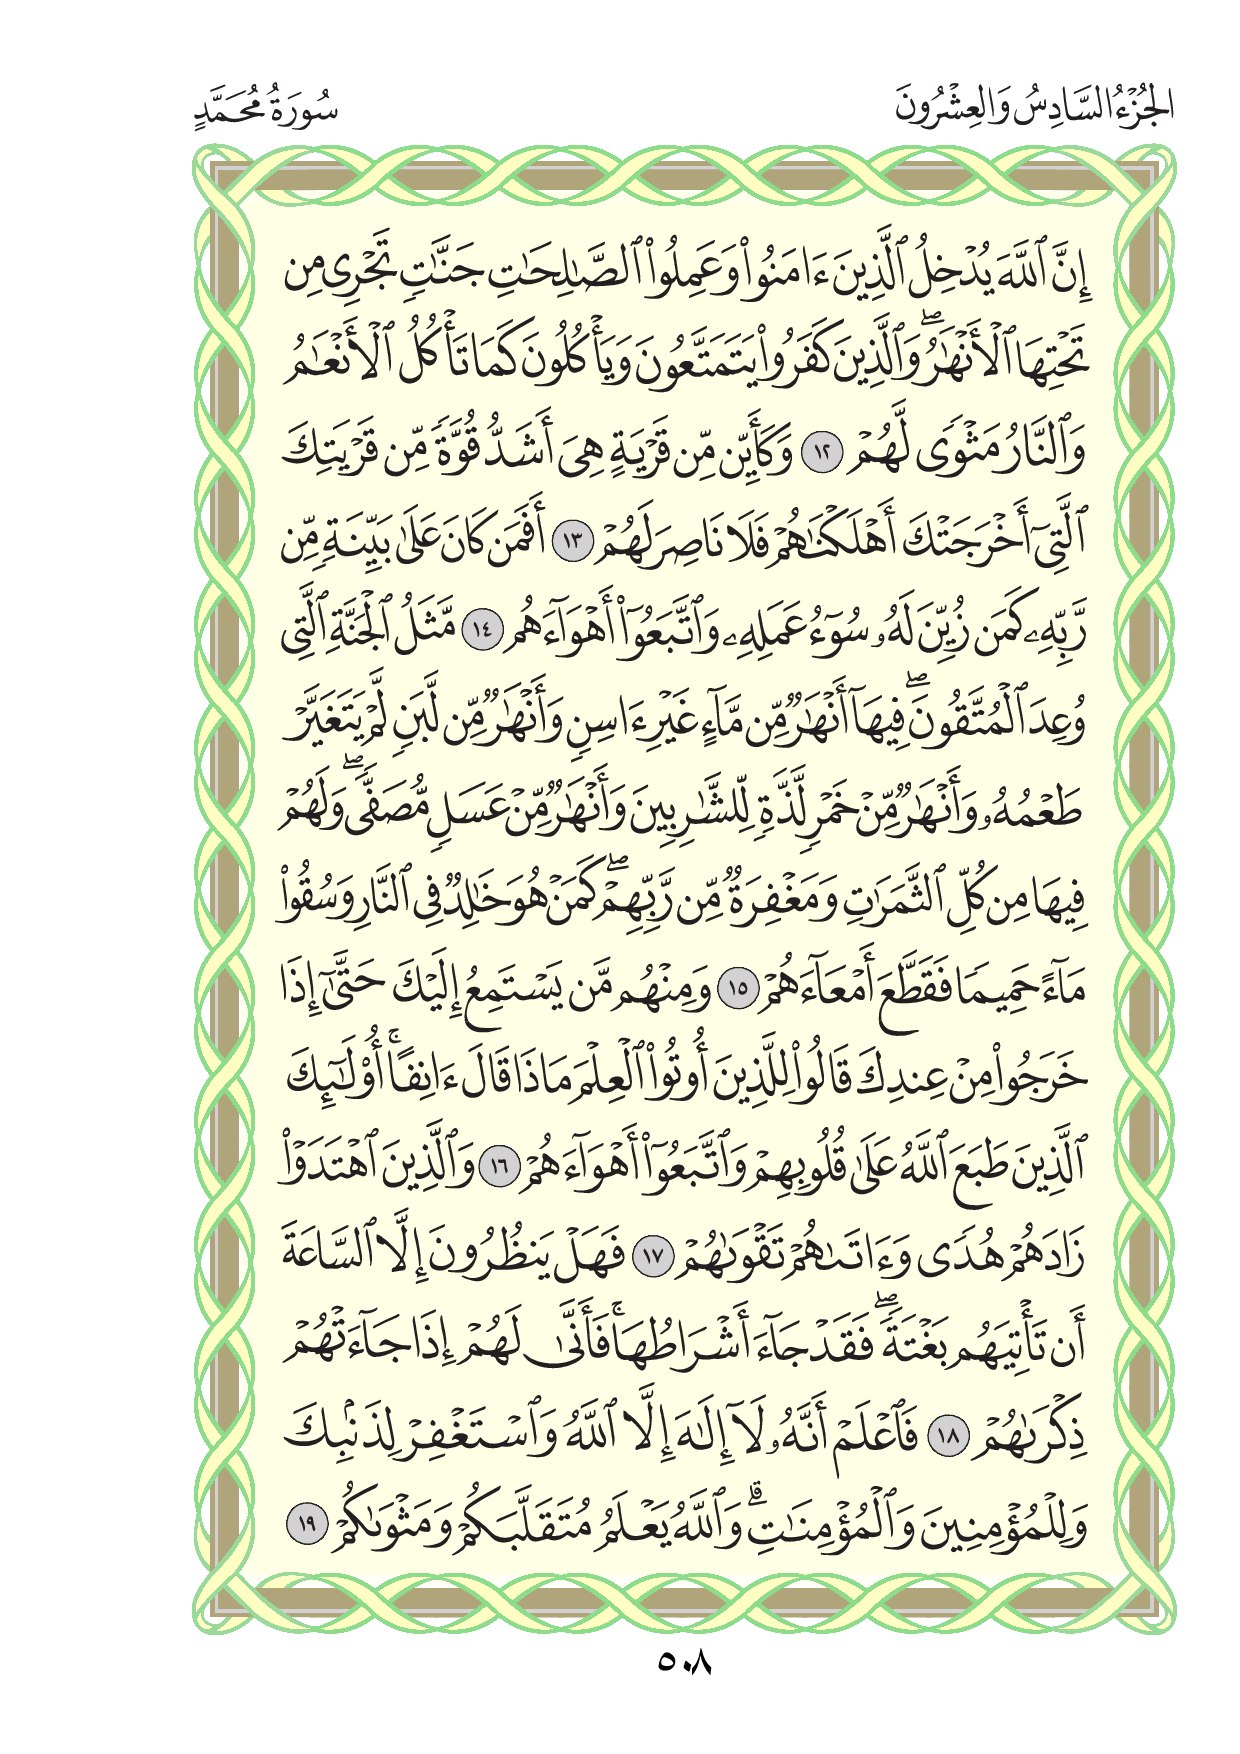 الجُزْءُ السَّادِسُ وَالعِشْرُونَ
سُورَةُ مُحَمَّدٍ
إِنَّ ٱللَّهَ يُدْخِلُ ٱلَّذِينَ ءَامَنُوا۟ وَعَمِلُوا۟ ٱلصَّٰلِحَٰتِ جَنَّٰتٍ تَجْرِى مِن
تَحْتِهَا ٱلْأَنْهَٰرُ ۖ وَٱلَّذِينَ كَفَرُوا۟ يَتَمَتَّعُونَ وَيَأْكُلُونَ كَمَا تَأْكُلُ ٱلْأَنْعَٰمُ
وَٱلنَّارُ مَثْوًى لَّهُمْ ١٢ وَكَأَيِّن مِّن قَرْيَةٍ هِىَ أَشَدُّ قُوَّةً مِّن قَرْيَتِكَ
ٱلَّتِىٓ أَخْرَجَتْكَ أَهْلَكْنَٰهُمْ فَلَا نَاصِرَ لَهُمْ ١٣ أَفَمَن كَانَ عَلَىٰ بَيِّنَةٍ مِّن
رَّبِّهِۦ كَمَن زُيِّنَ لَهُۥ سُوٓءُ عَمَلِهِۦ وَٱتَّبَعُوٓا۟ أَهْوَآءَهُم ١٤ مَّثَلُ ٱلْجَنَّةِ ٱلَّتِى
وُعِدَ ٱلْمُتَّقُونَ ۖ فِيهَآ أَنْهَٰرٌ مِّن مَّآءٍ غَيْرِ ءَاسِنٍ وَأَنْهَٰرٌ مِّن لَّبَنٍ لَّمْ يَتَغَيَّرْ
طَعْمُهُۥ وَأَنْهَٰرٌ مِّنْ خَمْرٍ لَّذَّةٍ لِّلشَّٰرِبِينَ وَأَنْهَٰرٌ مِّنْ عَسَلٍ مُّصَفًّى ۖ وَلَهُمْ
فِيهَا مِن كُلِّ ٱلثَّمَرَٰتِ وَمَغْفِرَةٌ مِّن رَّبِّهِمْ ۖ كَمَنْ هُوَ خَٰلِدٌ فِى ٱلنَّارِ وَسُقُوا۟
مَآءً حَمِيمًا فَقَطَّعَ أَمْعَآءَهُمْ ١٥ وَمِنْهُم مَّن يَسْتَمِعُ إِلَيْكَ حَتَّىٰٓ إِذَا
خَرَجُوا۟ مِنْ عِندِكَ قَالُوا۟ لِلَّذِينَ أُوتُوا۟ ٱلْعِلْمَ مَاذَا قَالَ ءَانِفًا ۚ أُو۟لَٰٓئِكَ
ٱلَّذِينَ طَبَعَ ٱللَّهُ عَلَىٰ قُلُوبِهِمْ وَٱتَّبَعُوٓا۟ أَهْوَآءَهُمْ ١٦ وَٱلَّذِينَ ٱهْتَدَوْا۟
زَادَهُمْ هُدًى وَءَاتَىٰهُمْ تَقْوَىٰهُمْ ١٧ فَهَلْ يَنظُرُونَ إِلَّا ٱلسَّاعَةَ
أَن تَأْتِيَهُم بَغْتَةً ۖ فَقَدْ جَآءَ أَشْرَاطُهَا ۚ فَأَنَّىٰ لَهُمْ إِذَا جَآءَتْهُمْ
ذِكْرَىٰهُمْ ١٨ فَٱعْلَمْ أَنَّهُۥ لَآ إِلَٰهَ إِلَّا ٱللَّهُ وَٱسْتَغْفِرْ لِذَنۢبِكَ
وَلِلْمُؤْمِنِينَ وَٱلْمُؤْمِنَٰتِ ۗ وَٱللَّهُ يَعْلَمُ مُتَقَلَّبَكُمْ وَمَثْوَىٰكُمْ ١٩
٥٠٨